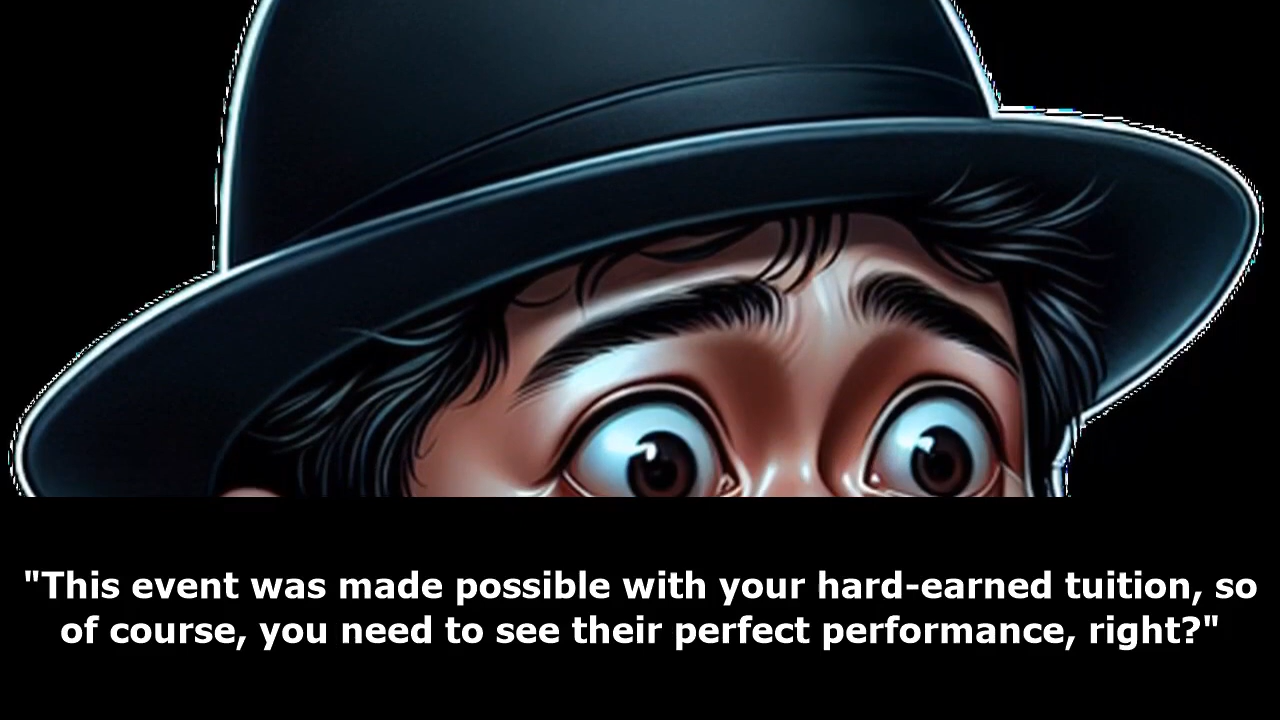 "This event was made possible with your hard-earned tuition, so
of course, you need to see their perfect performance, right?"